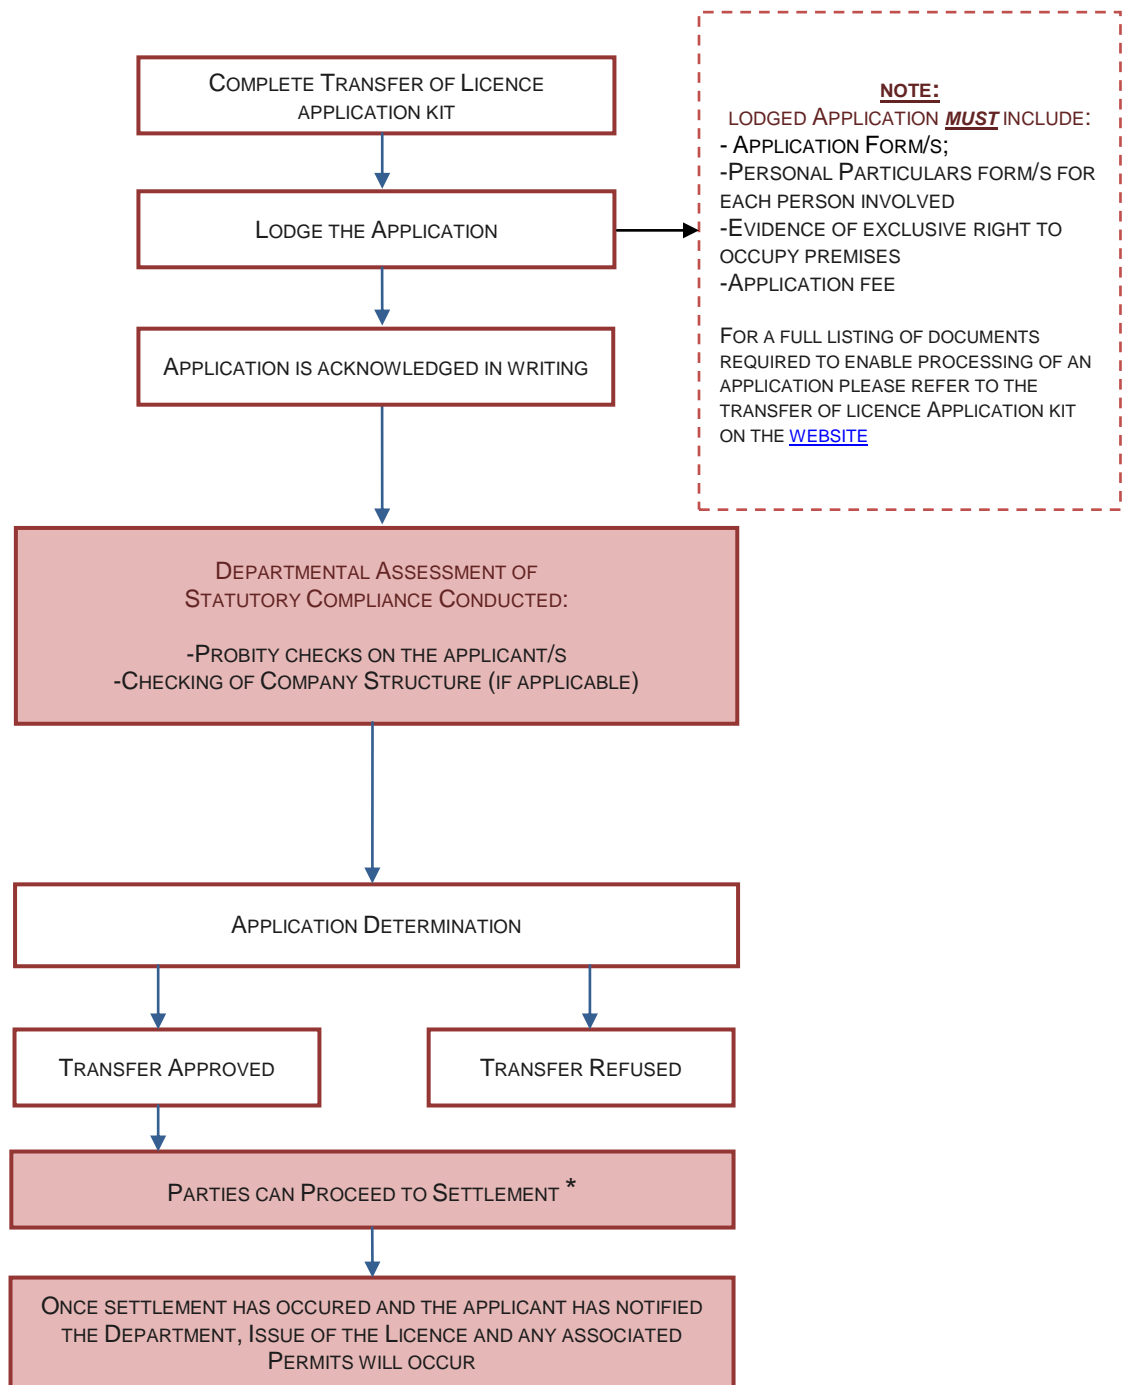 Complete Transfer of Licence
application kit
Lodge the Application
Application is acknowledged in writing
NOTE:
lodged Application MUST include:
- Application Form/s;
-Personal Particulars form/s for
each person involved
-Evidence of exclusive right to
occupy premises
-Application fee
For a full listing of documents
required to enable processing of an
application please refer to the
transfer of licence Application kit
on the website
Departmental Assessment of
Statutory Compliance Conducted:
-Probity checks on the applicant/s
-Checking of Company Structure (if applicable)
Application Determination
Transfer Approved
Transfer Refused
Parties can Proceed to Settlement *
Once settlement has occured and the applicant has notified
the Department, Issue of the Licence and any associated
Permits will occur